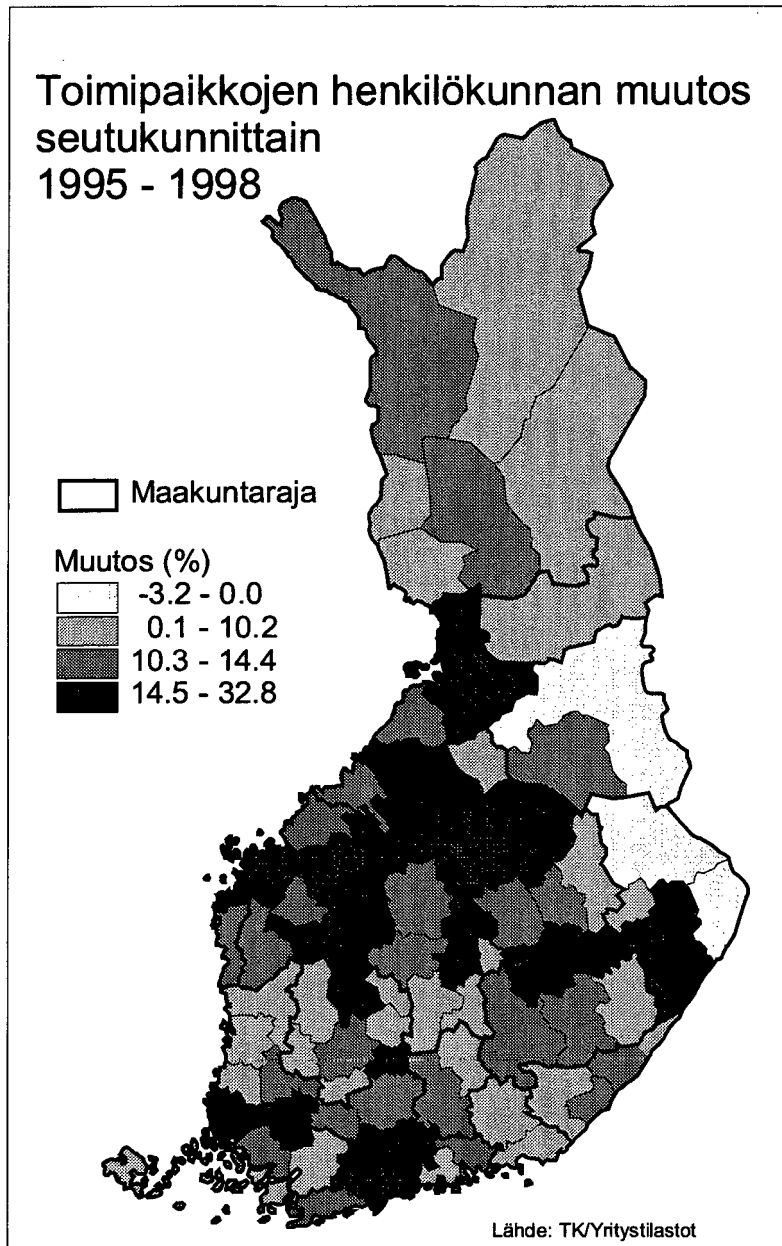 Toimipaikkojen henkilökunnan muutos
seutukunnittain
1995 - 1998
Maakuntaraja
Muutos (%)
-3.2 - 0.0
0.1 - 10.2
10.3 - 14.4
14.5 - 32.8
Lähde: TK/Yritystilastot